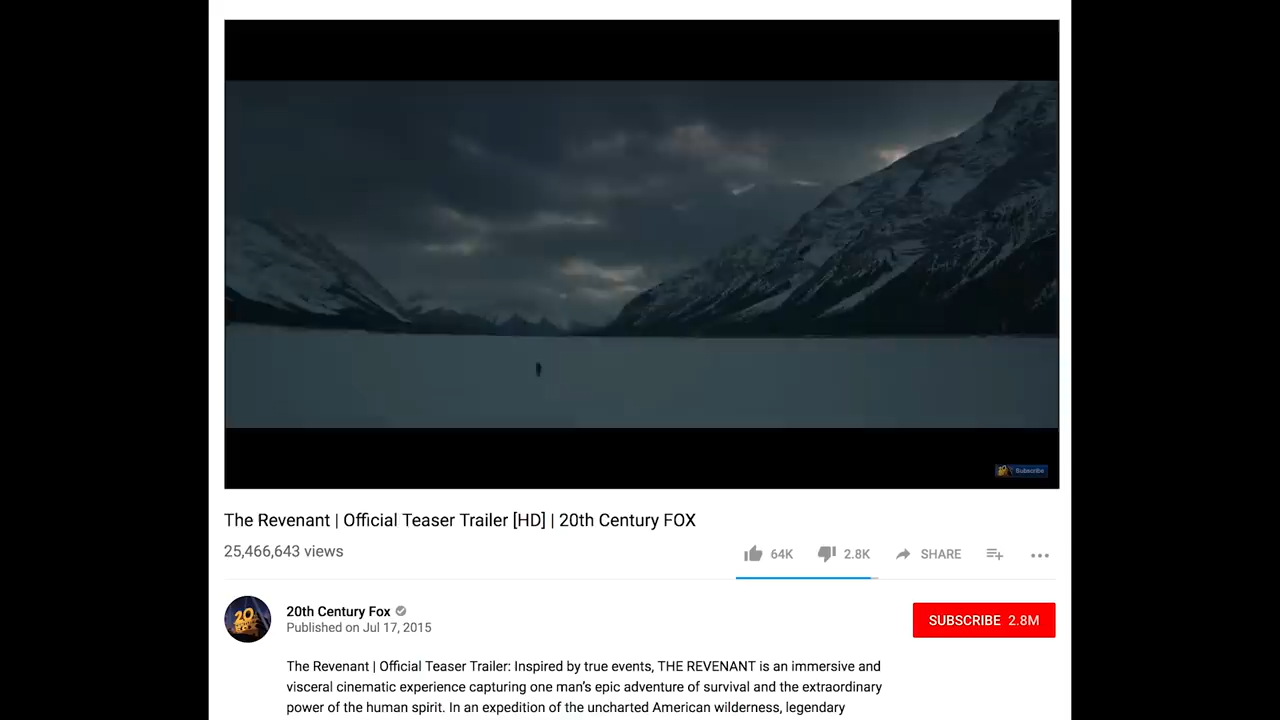 Subscribe
The Revenant | Official Teaser Trailer [HD] | 20th Century FOX
25,466,643 views
64K 2.8K SHARE
20th Century Fox
Published on Jul 17, 2015
SUBSCRIBE 2.8M
The Revenant | Official Teaser Trailer: Inspired by true events, THE REVENANT is an immersive and
visceral cinematic experience capturing one man’s epic adventure of survival and the extraordinary
power of the human spirit. In an expedition of the uncharted American wilderness, legendary